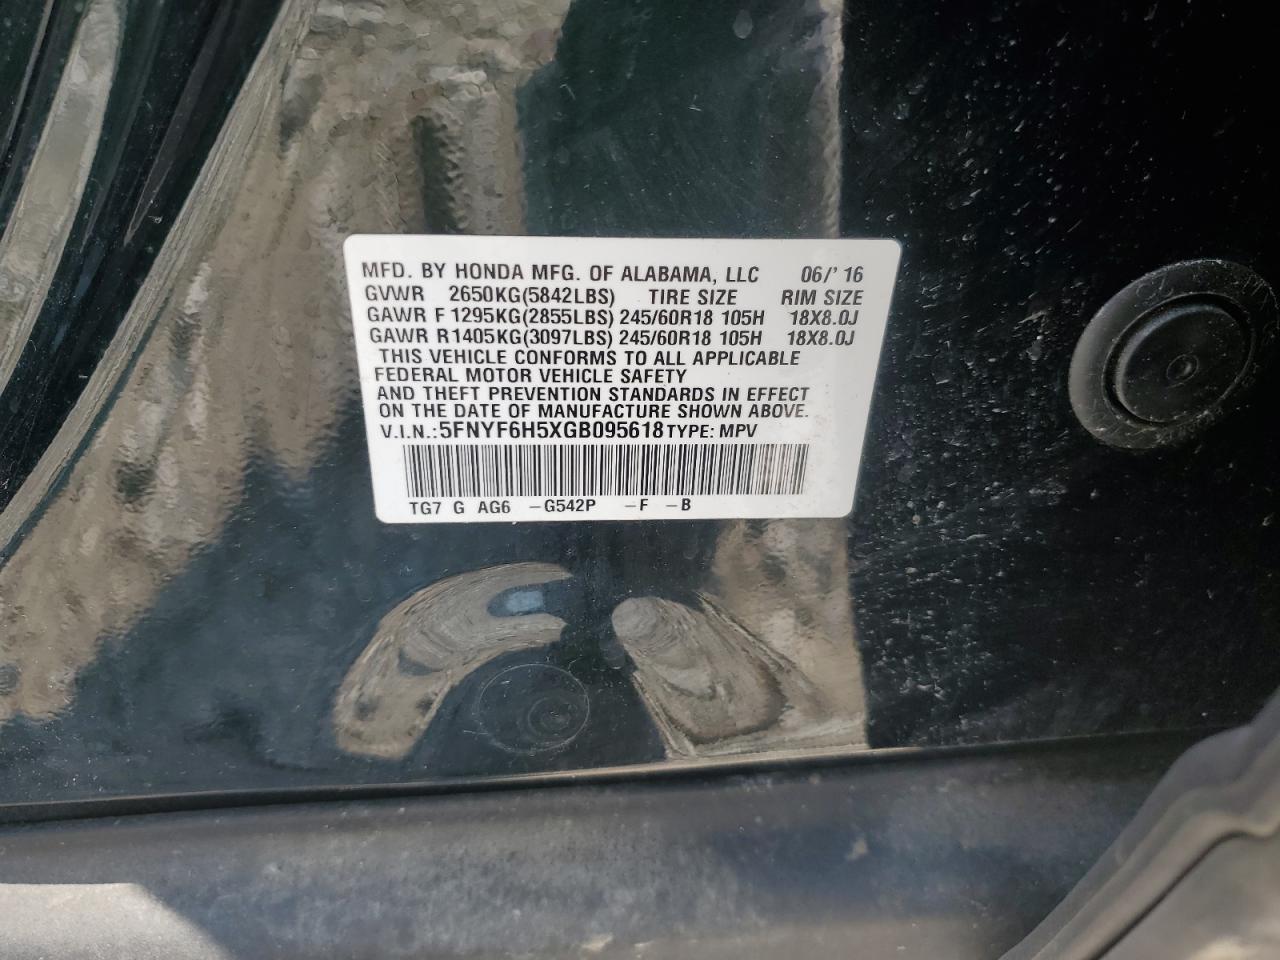 MFD. BY HONDA MFG. OF ALABAMA, LLC 06/' 16
GVWR 2650KG(5842LBS) TIRE SIZE RIM SIZE
GAWR F 1295KG(2855LBS) 245/60R18 105H 18X8.0J
GAWR R1405KG(3097LBS) 245/60R18 105H 18X8.0J
THIS VEHICLE CONFORMS TO ALL APPLICABLE
FEDERAL MOTOR VEHICLE SAFETY
AND THEFT PREVENTION STANDARDS IN EFFECT
ON THE DATE OF MANUFACTURE SHOWN ABOVE.
V.I.N.:5FNYF6H5XGB095618 TYPE: MPV
TG7 G AG6 -G542P -F -B